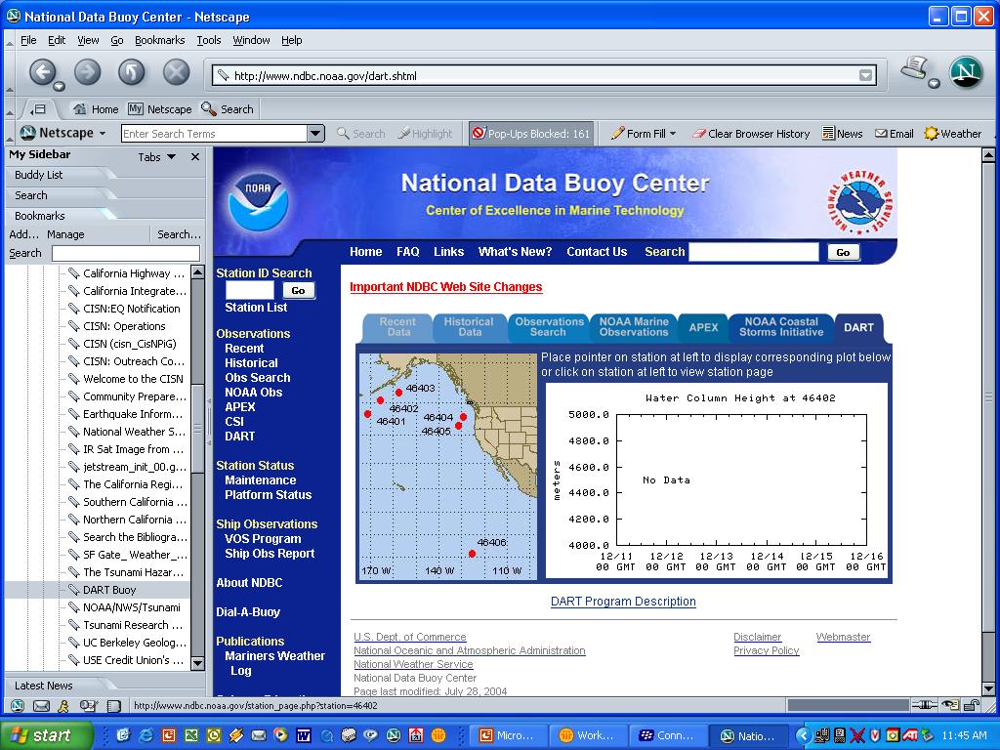 National Data Buoy Center - Netscape
File Edit View Go Bookmarks Tools Window Help
http://www.ndbc.noaa.gov/dart.shtml
N
Home My Netscape Search
Netscape Enter Search Terms Search Highlight Pop-Ups Blocked: 161 Form Fill Clear Browser History News Email Weather
My Sidebar Tabs
Buddy List
Search
Bookmarks
Add... Manage Search...
Search
California Highway ...
California Integrate...
CISN:EQ Notification
CISN: Operations
CISN (cisn_CisNPiG)
CISN: Outreach Co...
Welcome to the CISN
Community Prepare...
Earthquake Inform...
National Weather S...
IR Sat Image from ...
jetstream_init_00.g...
The California Regi...
Southern California ...
Northern California ...
Search the Bibliogra...
SF Gate_ Weather_...
The Tsunami Hazar...
DART Buoy
NOAA/NWS/Tsunami
Tsunami Research ...
UC Berkeley Geolog...
USE Credit Union's ...
Latest News
NOAA
National Data Buoy Center
Center of Excellence in Marine Technology
NATIONAL WEATHER SERVICE
Home FAQ Links What's New? Contact Us Search Go
Station ID Search
Go
Station List
Observations
Recent
Historical
Obs Search
NOAA Obs
APEX
CSI
DART
Station Status
Maintenance
Platform Status
Ship Observations
VOS Program
Ship Obs Report
About NDBC
Dial-A-Buoy
Publications
Mariners Weather
Log
Important NDBC Web Site Changes
Recent Data
Historical Data
Observations Search
NOAA Marine Observations
APEX
NOAA Coastal Storms Initiative
DART
46403
46402
46401
46404
46405
46406
170 W 140 W 110 W
Place pointer on station at left to display corresponding plot below
or click on station at left to view station page
Water Column Height at 46402
5000.0
4800.0
4600.0
4400.0
4200.0
4000.0
meters
No Data
12/11 12/12 12/13 12/14 12/15 12/16
00 GMT 00 GMT 00 GMT 00 GMT 00 GMT 00 GMT
DART Program Description
U.S. Dept. of Commerce
National Oceanic and Atmospheric Administration
National Weather Service
National Data Buoy Center
Page last modified: July 28, 2004
Disclaimer Webmaster
Privacy Policy
http://www.ndbc.noaa.gov/station_page.php?station=46402
start Micro... Work... Conn... Natio... 11:45 AM